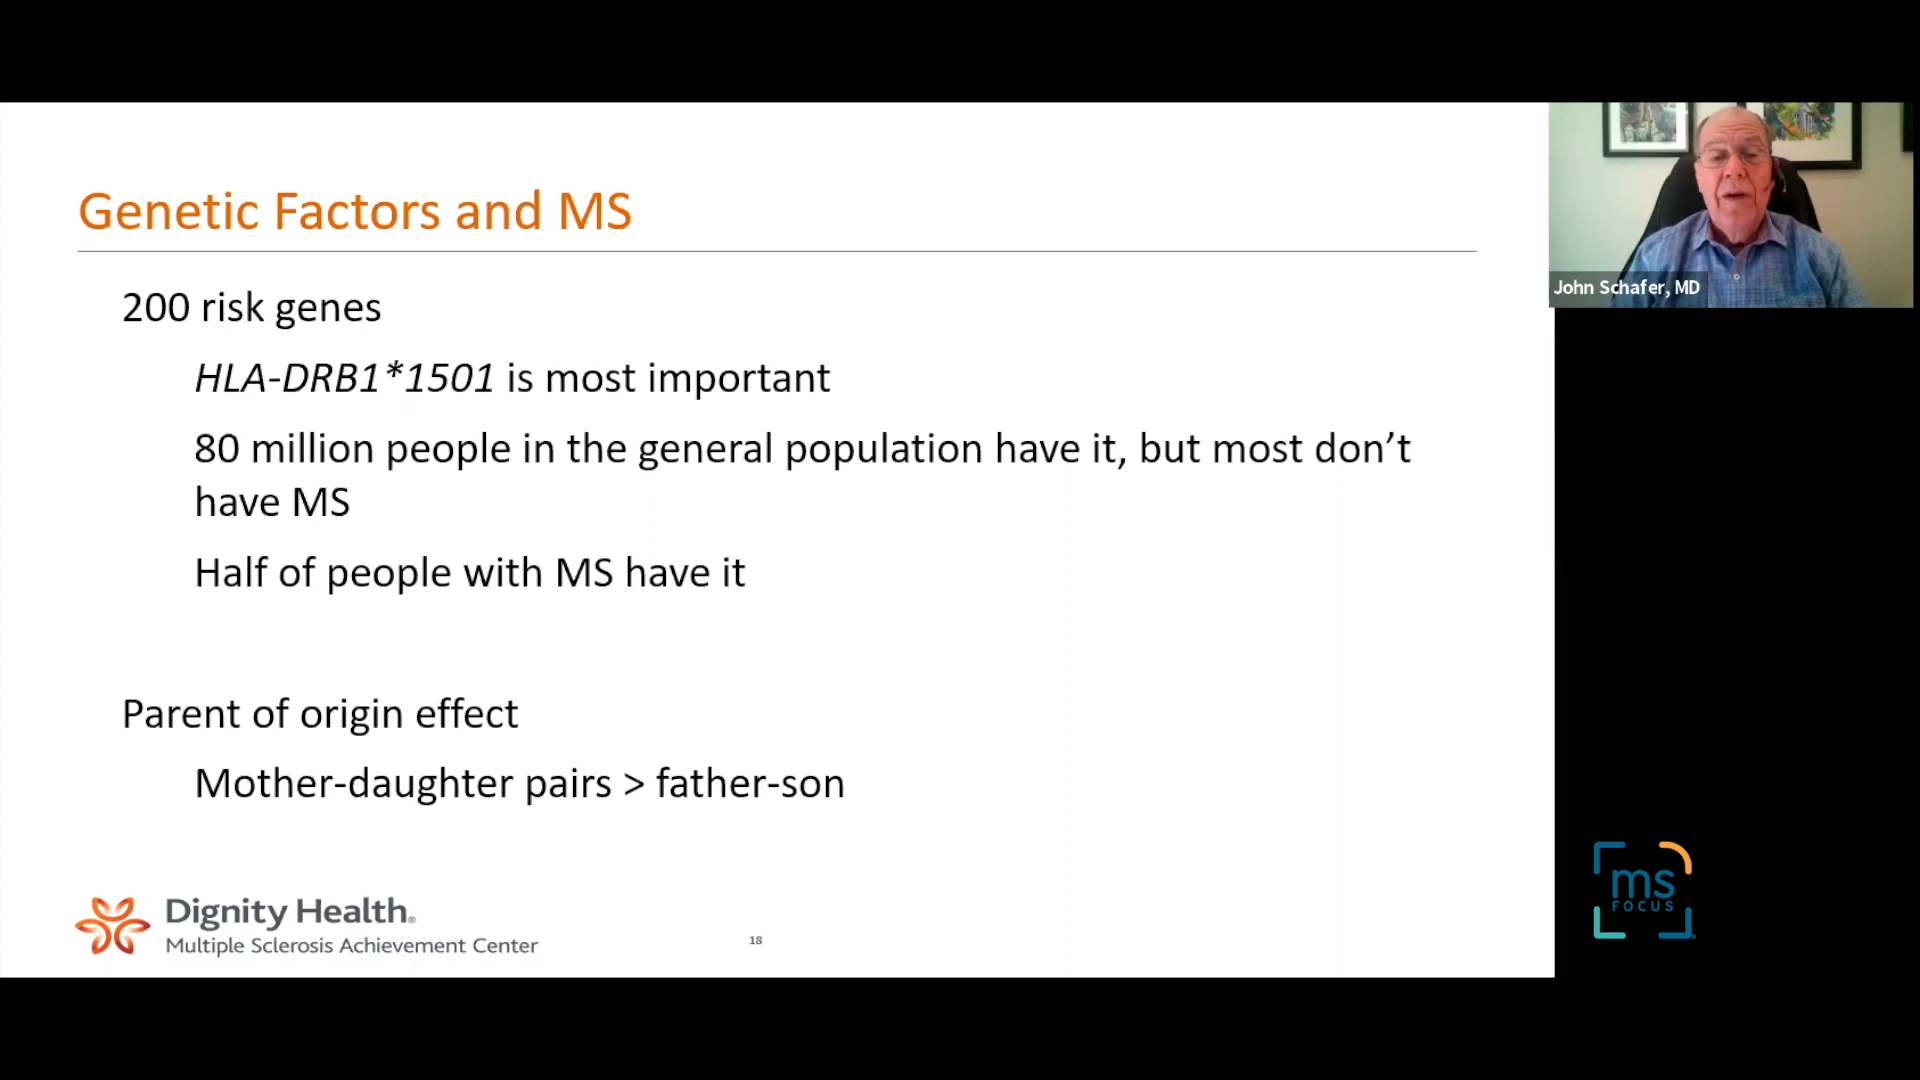 Genetic Factors and MS
200 risk genes
HLA-DRB1*1501 is most important
80 million people in the general population have it, but most don’t
have MS
Half of people with MS have it
Parent of origin effect
Mother-daughter pairs > father-son
Dignity Health®
Multiple Sclerosis Achievement Center
18
John Schafer, MD
ms
FOCUS